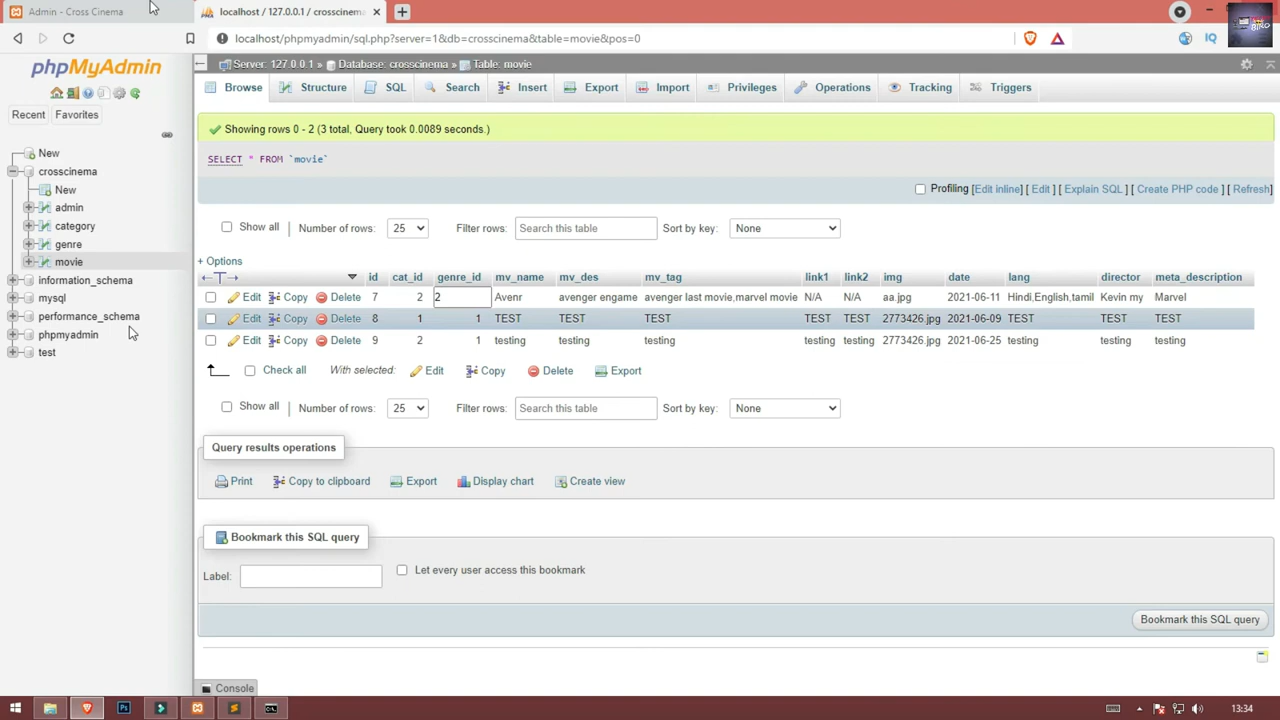 Admin - Cross Cinema
localhost / 127.0.0.1 / crosscinema
localhost/phpmyadmin/sql.php?server=1&db=crosscinema&table=movie&pos=0
IQ
phpMyAdmin
Recent Favorites
New
crosscinema
New
admin
category
genre
movie
information_schema
mysql
performance_schema
phpmyadmin
test
Server: 127.0.0.1 » Database: crosscinema » Table: movie
Browse Structure SQL Search Insert Export Import Privileges Operations Tracking Triggers
Showing rows 0 - 2 (3 total, Query took 0.0089 seconds.)
SELECT * FROM `movie`
Profiling [Edit inline] [ Edit ] [ Explain SQL ] [ Create PHP code ] [ Refresh]
Show all Number of rows: 25 Filter rows: Search this table Sort by key: None
+ Options
id cat_id genre_id mv_name mv_des mv_tag link1 link2 img date lang director meta_description
Edit Copy Delete 7 2 2 Avenr avenger engame avenger last movie,marvel movie N/A N/A aa.jpg 2021-06-11 Hindi,English,tamil Kevin my Marvel
Edit Copy Delete 8 1 1 TEST TEST TEST TEST TEST 2773426.jpg 2021-06-09 TEST TEST TEST
Edit Copy Delete 9 2 1 testing testing testing testing testing 2773426.jpg 2021-06-25 testing testing testing
Check all With selected: Edit Copy Delete Export
Show all Number of rows: 25 Filter rows: Search this table Sort by key: None
Query results operations
Print Copy to clipboard Export Display chart Create view
Bookmark this SQL query
Label: Let every user access this bookmark
Bookmark this SQL query
Console
13:34